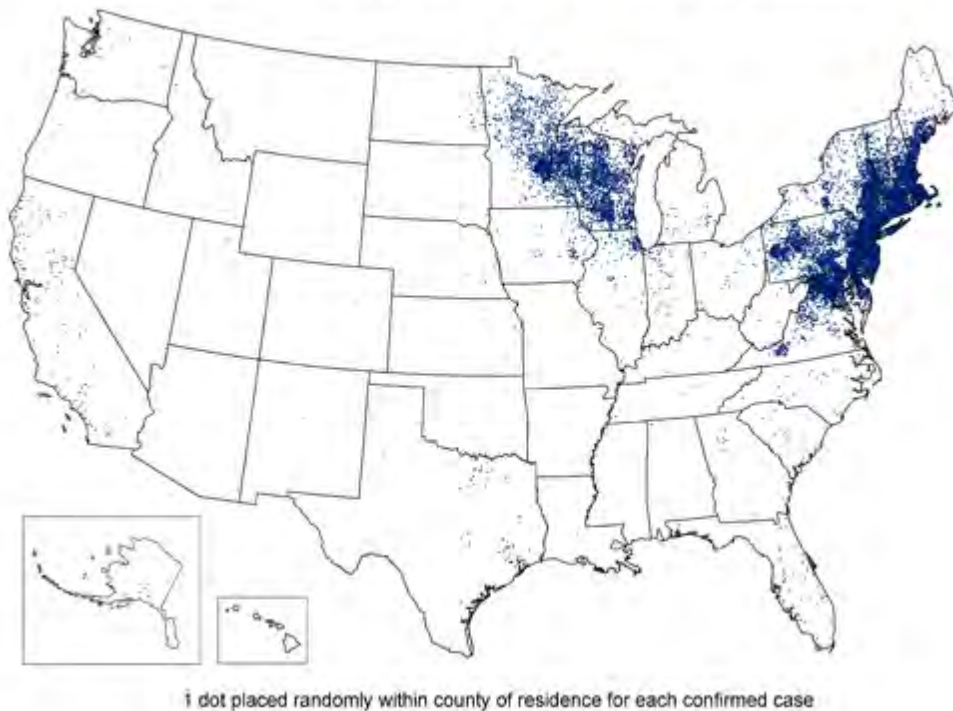 1 dot placed randomly within county of residence for each confirmed case